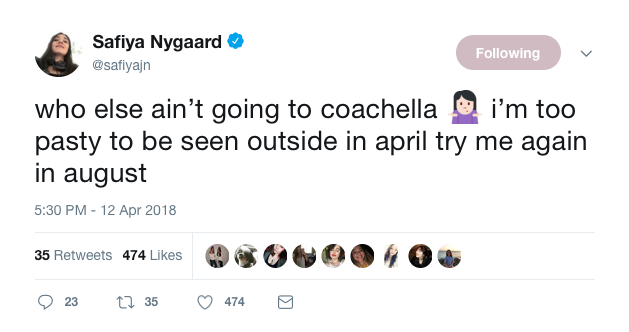 Safiya Nygaard
@safiyajn
Following
who else ain't going to coachella 🤷🏻‍♀️ i'm too
pasty to be seen outside in april try me again
in august
5:30 PM - 12 Apr 2018
35 Retweets 474 Likes
23 35 474